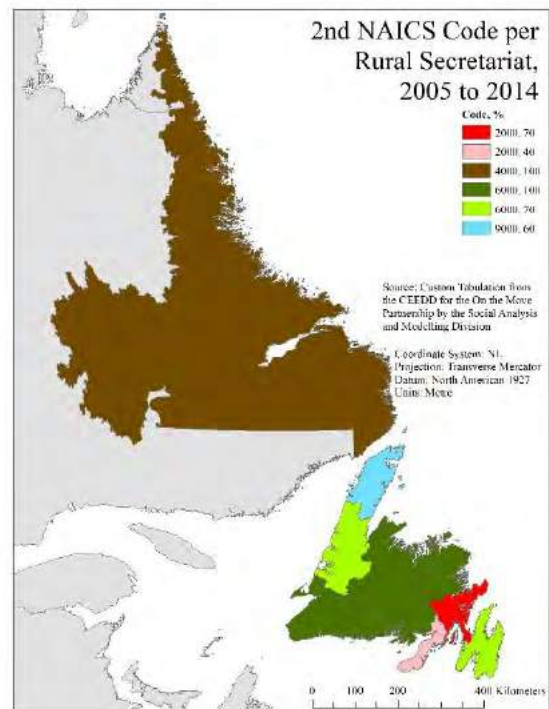 2nd NAICS Code per
Rural Secretariat,
2005 to 2014
Code, %
2000, 70
2000, 40
4000, 100
6000, 100
6000, 70
9000, 60
Source: Custom Tabulation from
the CEEDD for the On the Move
Partnership by the Social Analysis
and Modelling Division
Coordinate System: NL
Projection: Transverse Mercator
Datum: North American 1927
Units: Metre
0 100 200 400 Kilometers